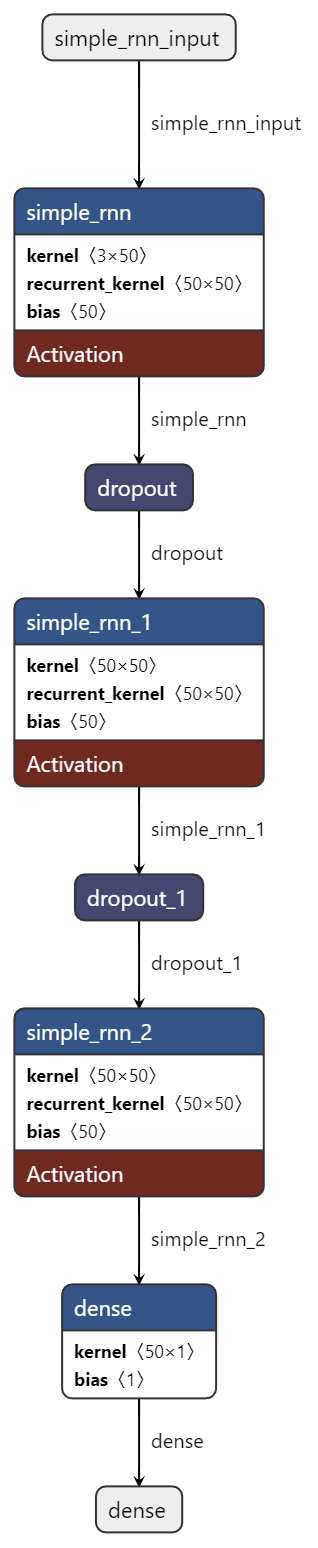 simple_rnn_input
simple_rnn_input
simple_rnn
kernel〈3×50〉
recurrent_kernel〈50×50〉
bias〈50〉
Activation
simple_rnn
dropout
dropout
simple_rnn_1
kernel〈50×50〉
recurrent_kernel〈50×50〉
bias〈50〉
Activation
simple_rnn_1
dropout_1
dropout_1
simple_rnn_2
kernel〈50×50〉
recurrent_kernel〈50×50〉
bias〈50〉
Activation
simple_rnn_2
dense
kernel〈50×1〉
bias〈1〉
dense
dense